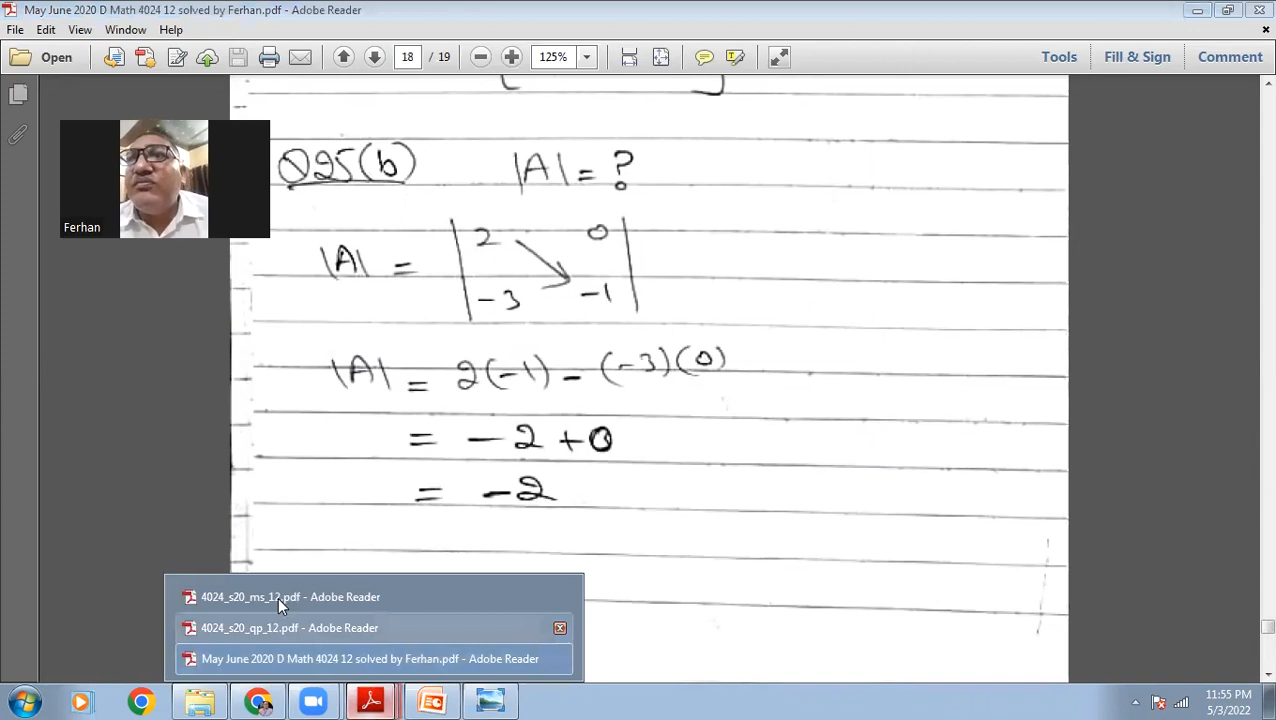 May June 2020 D Math 4024 12 solved by Ferhan.pdf - Adobe Reader
File Edit View Window Help
Open 18 / 19 125% Tools Fill & Sign Comment
Q25(b) |A| = ?
|A| = | 2 0
-3 -1 |
|A| = 2(-1) - (-3)(0)
= -2 + 0
= -2
Ferhan
4024_s20_ms_12.pdf - Adobe Reader
4024_s20_qp_12.pdf - Adobe Reader
May June 2020 D Math 4024 12 solved by Ferhan.pdf - Adobe Reader
11:55 PM
5/3/2022